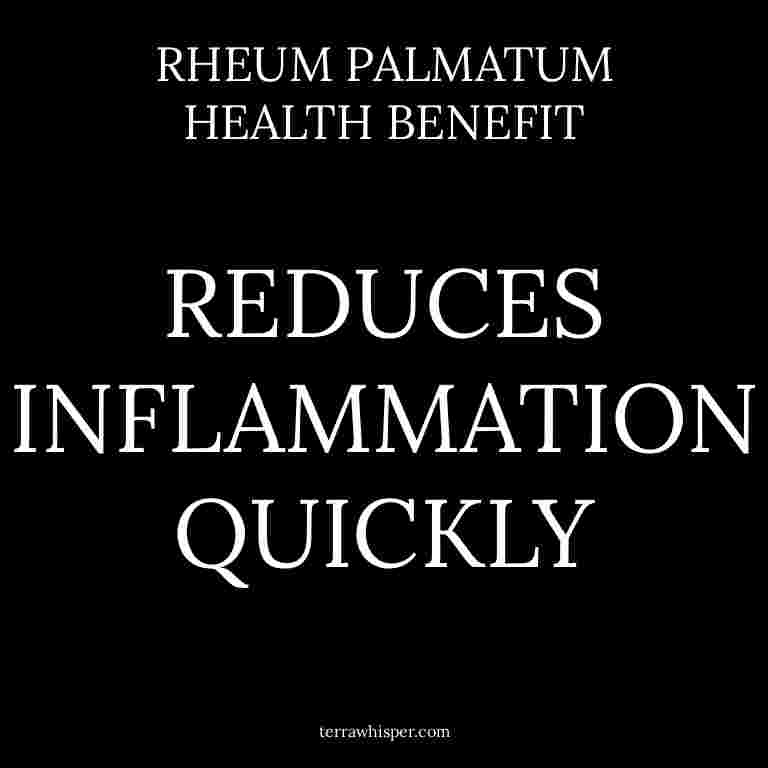 RHEUM PALMATUM
HEALTH BENEFIT
REDUCES
INFLAMMATION
QUICKLY
terrawhisper.com